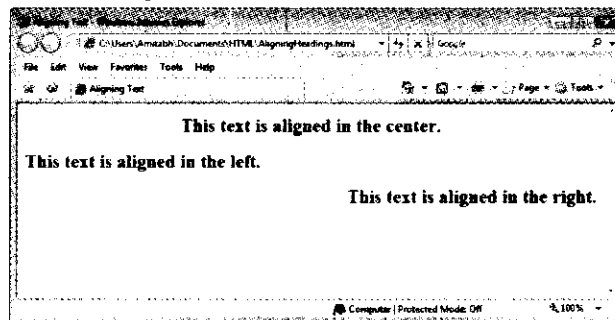 Aligning Text - Windows Internet Explorer
C:\Users\Amitabh\Documents\HTML\AligningHeadings.html Google
File Edit View Favorites Tools Help
Aligning Text Page Tools
This text is aligned in the center.
This text is aligned in the left.
This text is aligned in the right.
Computer | Protected Mode: Off 100%